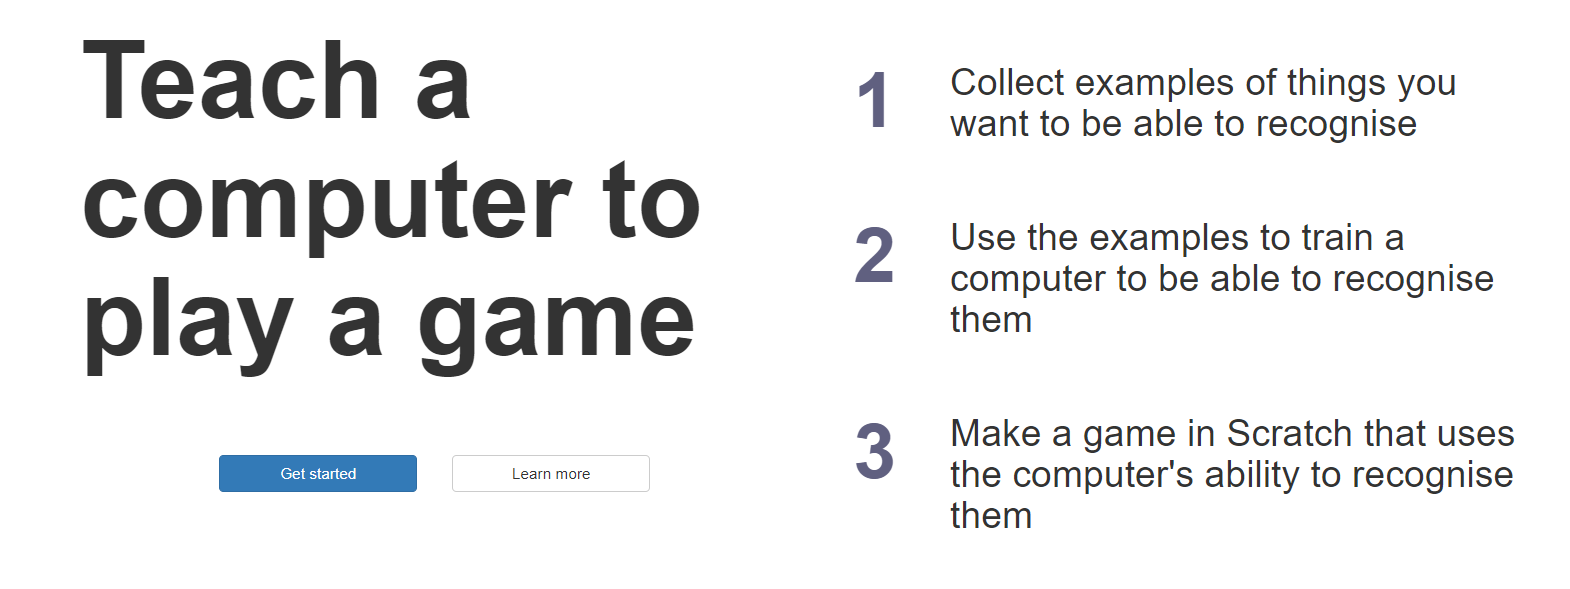 Teach a
computer to
play a game
Get started
Learn more
1
Collect examples of things you
want to be able to recognise
2
Use the examples to train a
computer to be able to recognise
them
3
Make a game in Scratch that uses
the computer's ability to recognise
them